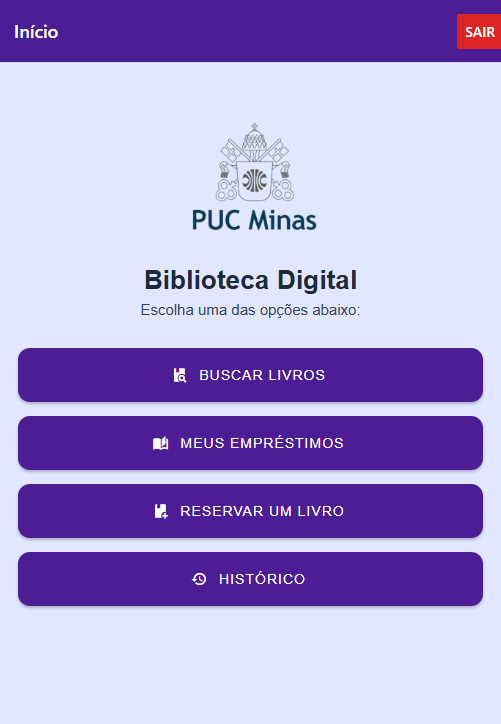 Início
SAIR
PUC Minas
Biblioteca Digital
Escolha uma das opções abaixo:
BUSCAR LIVROS
MEUS EMPRÉSTIMOS
RESERVAR UM LIVRO
HISTÓRICO